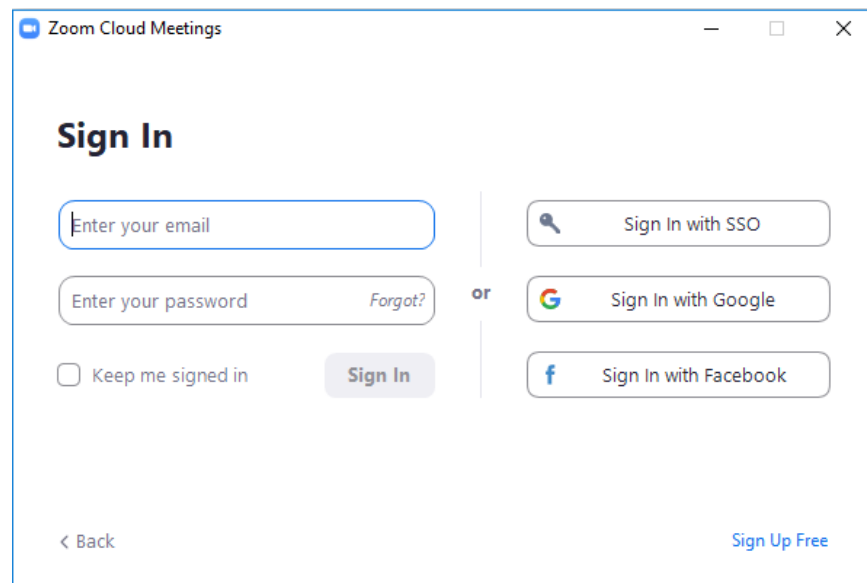 Zoom Cloud Meetings
Sign In
Enter your email
Enter your password Forgot?
Keep me signed in Sign In
or
Sign In with SSO
Sign In with Google
Sign In with Facebook
Back
Sign Up Free